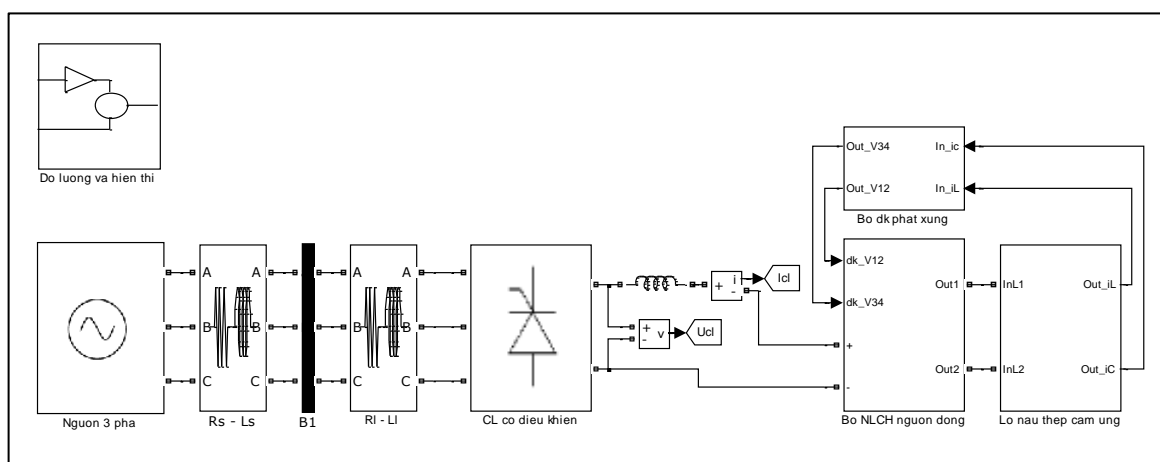 Do luong va hien thi
Out_V34
In_ic
Out_V12
In_iL
Bo dk phat xung
A
A
A
A
B
B
B
B
C
C
C
C
Nguon 3 pha
Rs - Ls
B1
Rl - Ll
CL co dieu khien
+
-
i
Icl
+
-
v
Ucl
dk_V12
dk_V34
+
-
Out1
Out2
Bo NLCH nguon dong
InL1
InL2
Out_iL
Out_iC
Lo nau thep cam ung